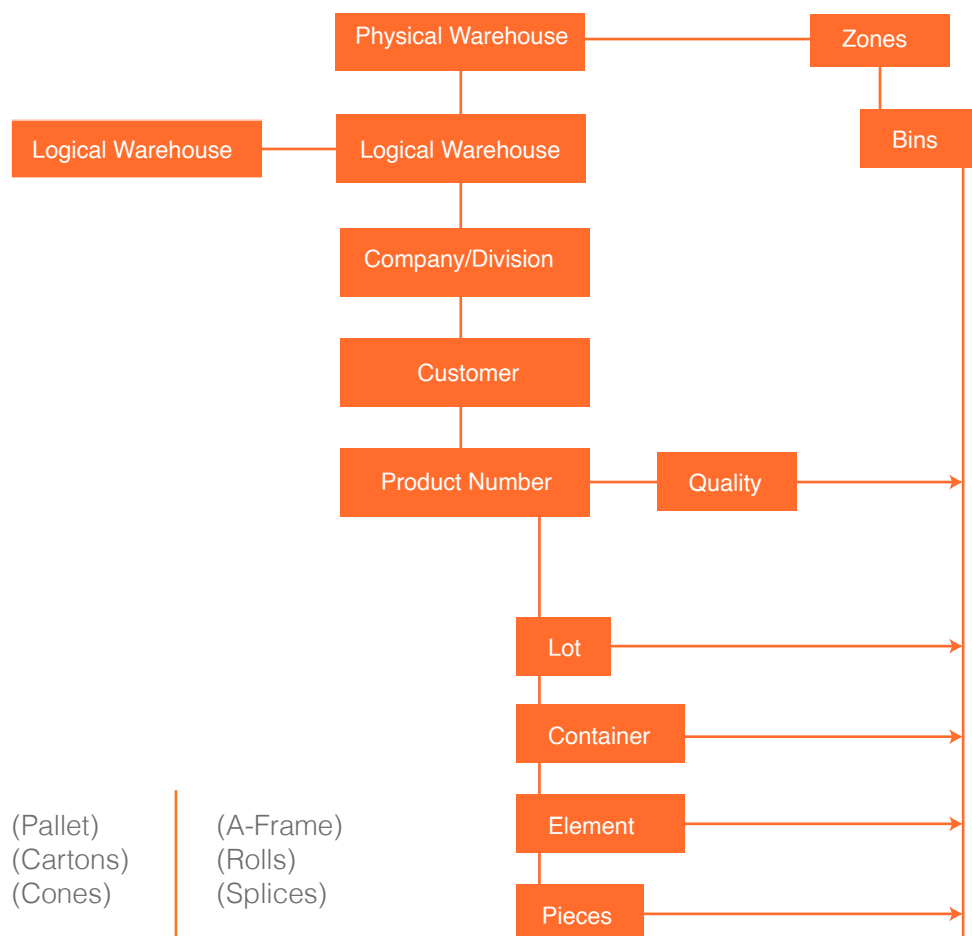 Physical Warehouse
Zones
Bins
Logical Warehouse
Logical Warehouse
Company/Division
Customer
Product Number
Quality
Lot
Container
Element
Pieces
(Pallet)
(Cartons)
(Cones)
(A-Frame)
(Rolls)
(Splices)